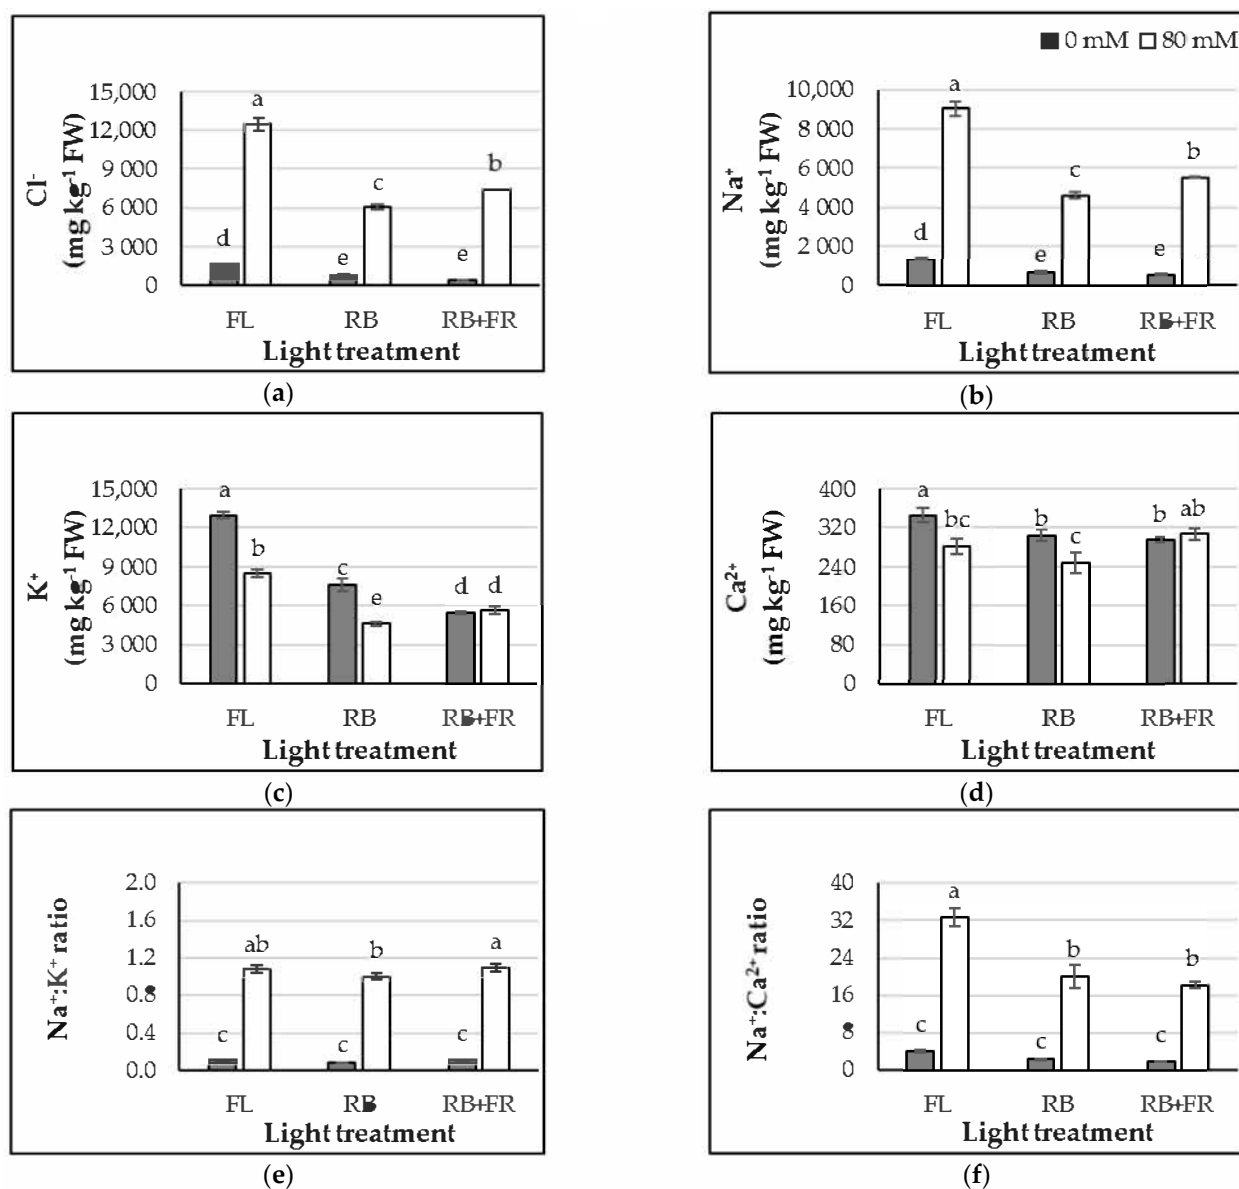 15,000
12,000
9 000
6 000
3 000
0
Cl-
(mg kg-1 FW)
a
b
c
d
e
e
FL RB RB+FR
Light treatment
(a)
0 mM 80 mM
10,000
8 000
6 000
4 000
2 000
0
Na+
(mg kg-1 FW)
a
b
c
d
e
e
FL RB RB+FR
Light treatment
(b)
15,000
12,000
9 000
6 000
3 000
0
K+
(mg kg-1 FW)
a
b
c
e
d d
FL RB RB+FR
Light treatment
(c)
400
320
240
160
80
0
Ca2+
(mg kg-1 FW)
a
bc
b
c
b
ab
FL RB RB+FR
Light treatment
(d)
2.0
1.6
1.2
0.8
0.4
0.0
Na+:K+ ratio
ab
b
a
c
c
c
FL RB RB+FR
Light treatment
(e)
40
32
24
16
8
0
Na+:Ca2+ ratio
a
b
b
c
c
c
FL RB RB+FR
Light treatment
(f)